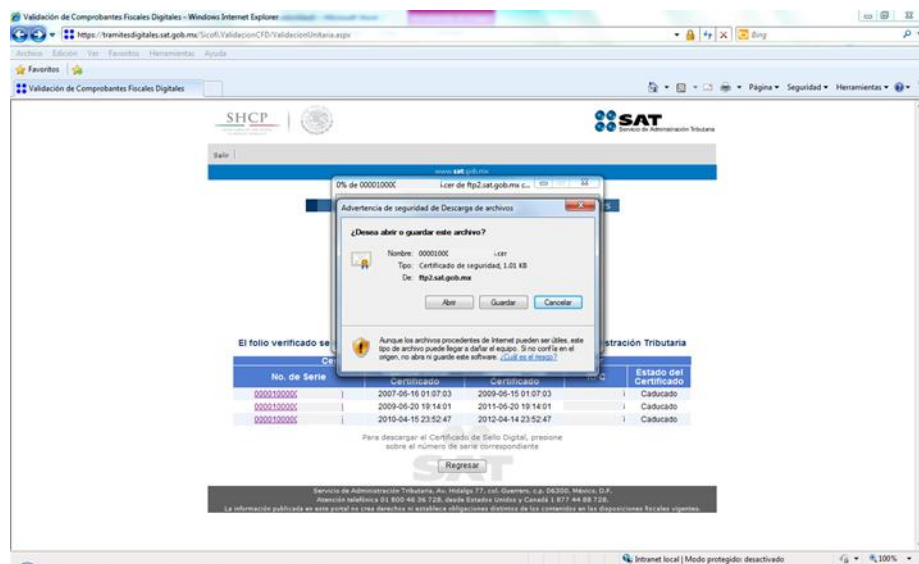 Validación de Comprobantes Fiscales Digitales - Windows Internet Explorer
https://tramitesdigitales.sat.gob.mx/Sicofi/ValidacionCFD/ValidacionUnitaria.aspx
Bing
Archivo Edición Ver Favoritos Herramientas Ayuda
Favoritos
Validación de Comprobantes Fiscales Digitales
Página Seguridad Herramientas
SHCP
SAT
Servicio de Administración Tributaria
Salir
www.sat.gob.mx
0% de 00001000 i.cer de ftp2.sat.gob.mx c...
Advertencia de seguridad de Descarga de archivos
¿Desea abrir o guardar este archivo?
Nombre: 0000100 i.cer
Tipo: Certificado de seguridad, 1.01 KB
De: ftp2.sat.gob.mx
Abrir Guardar Cancelar
Aunque los archivos procedentes de Internet pueden ser útiles, este
tipo de archivo puede llegar a dañar el equipo. Si no confía en el
origen, no abra ni guarde este software. ¿Cuál es el riesgo?
El folio verificado se stración Tributaria
No. de Serie Certificado Certificado Estado del Certificado
000010000 2007-06-16 01:07:03 2009-06-15 01:07:03 Caducado
000010000 2009-06-20 19:14:01 2011-06-20 19:14:01 Caducado
000010000 2010-04-15 23:52:47 2012-04-14 23:52:47 Caducado
Para descargar el Certificado de Sello Digital, presione
sobre el número de serie correspondiente
SAT
Regresar
Servicio de Administración Tributaria, Av. Hidalgo 77, col. Guerrero, c.p. 06300, México, D.F.
Atención telefónica 01 800 46 36 728, desde Estados Unidos y Canadá 1 877 44 88 728.
La información publicada en este portal no crea derechos ni establece obligaciones distintos de los contenidos en las disposiciones fiscales vigentes.
Intranet local | Modo protegido: desactivado 100%